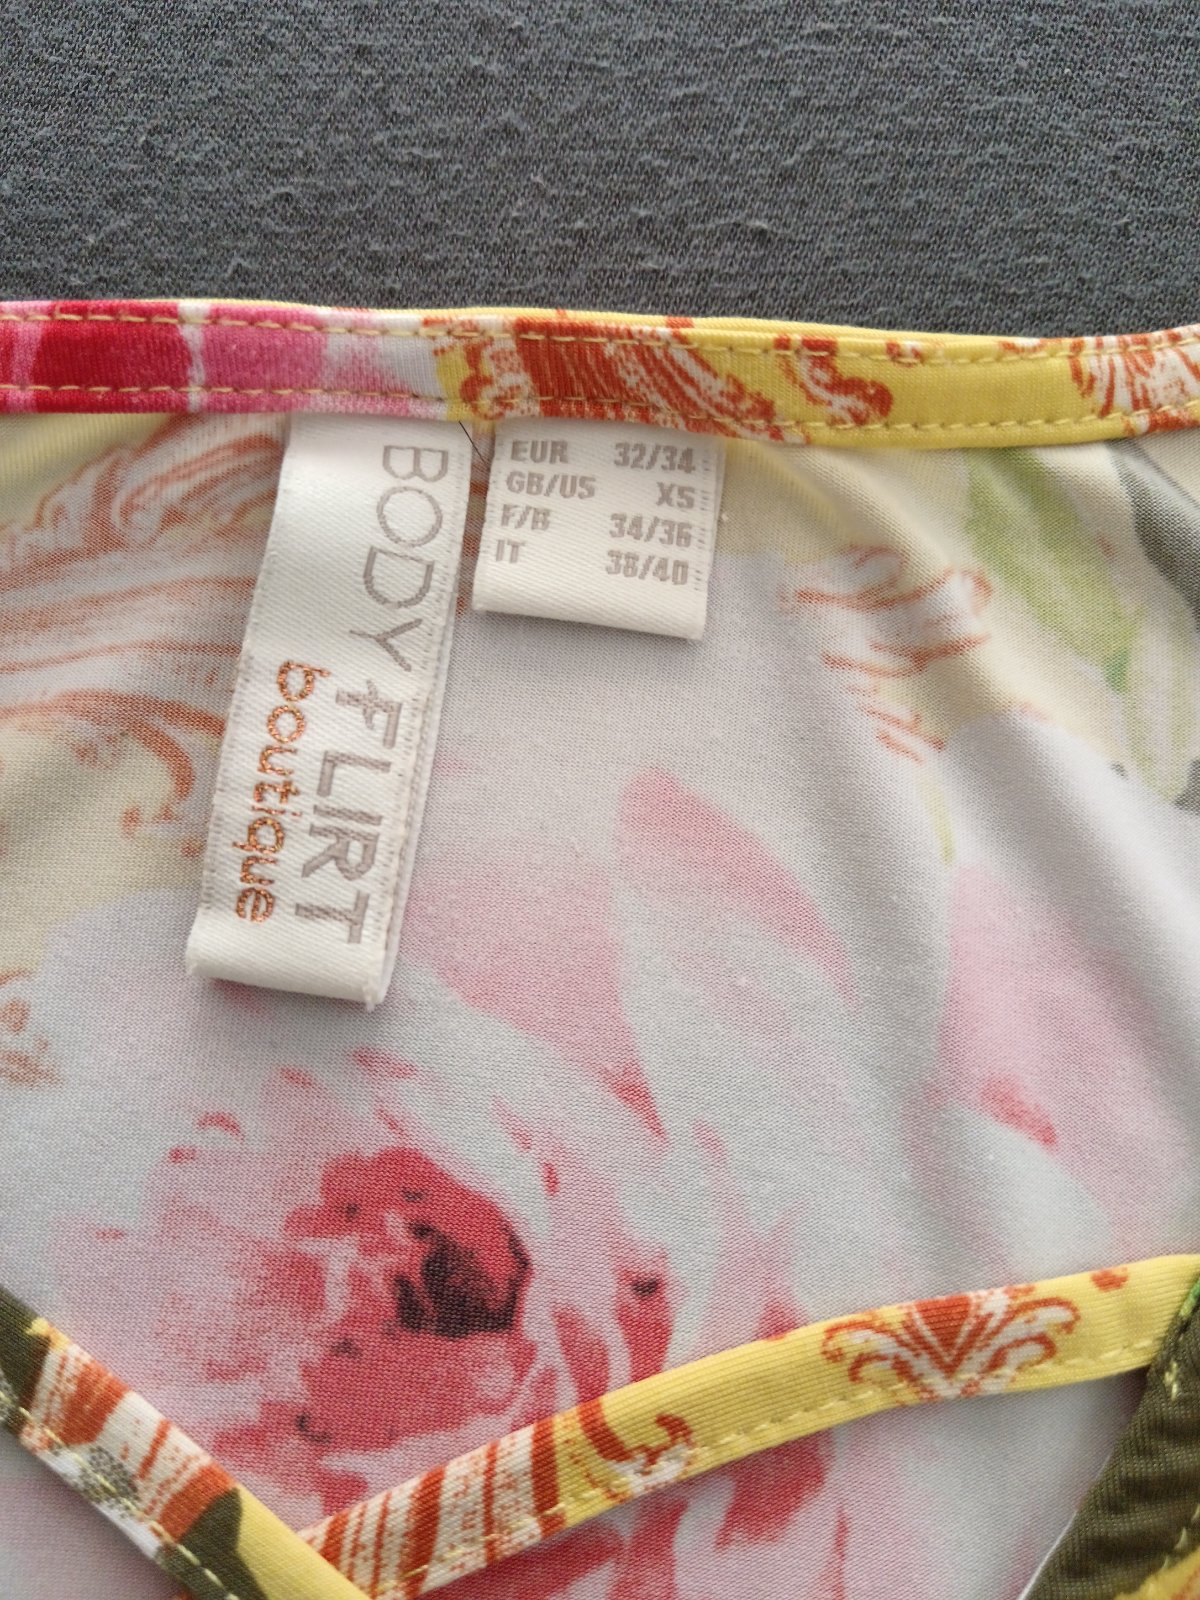 BODY FLIRT
boutique
EUR 32/34
GB/US XS
F/B 34/36
IT 38/40